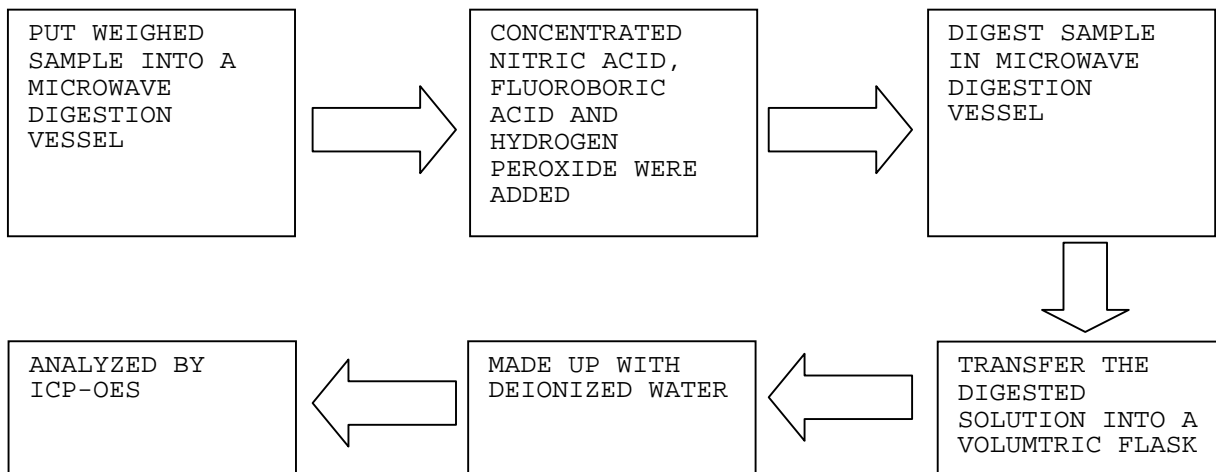 PUT WEIGHED
SAMPLE INTO A
MICROWAVE
DIGESTION
VESSEL
CONCENTRATED
NITRIC ACID,
FLUOROBORIC
ACID AND
HYDROGEN
PEROXIDE WERE
ADDED
DIGEST SAMPLE
IN MICROWAVE
DIGESTION
VESSEL
TRANSFER THE
DIGESTED
SOLUTION INTO A
VOLUMTRIC FLASK
MADE UP WITH
DEIONIZED WATER
ANALYZED BY
ICP-OES